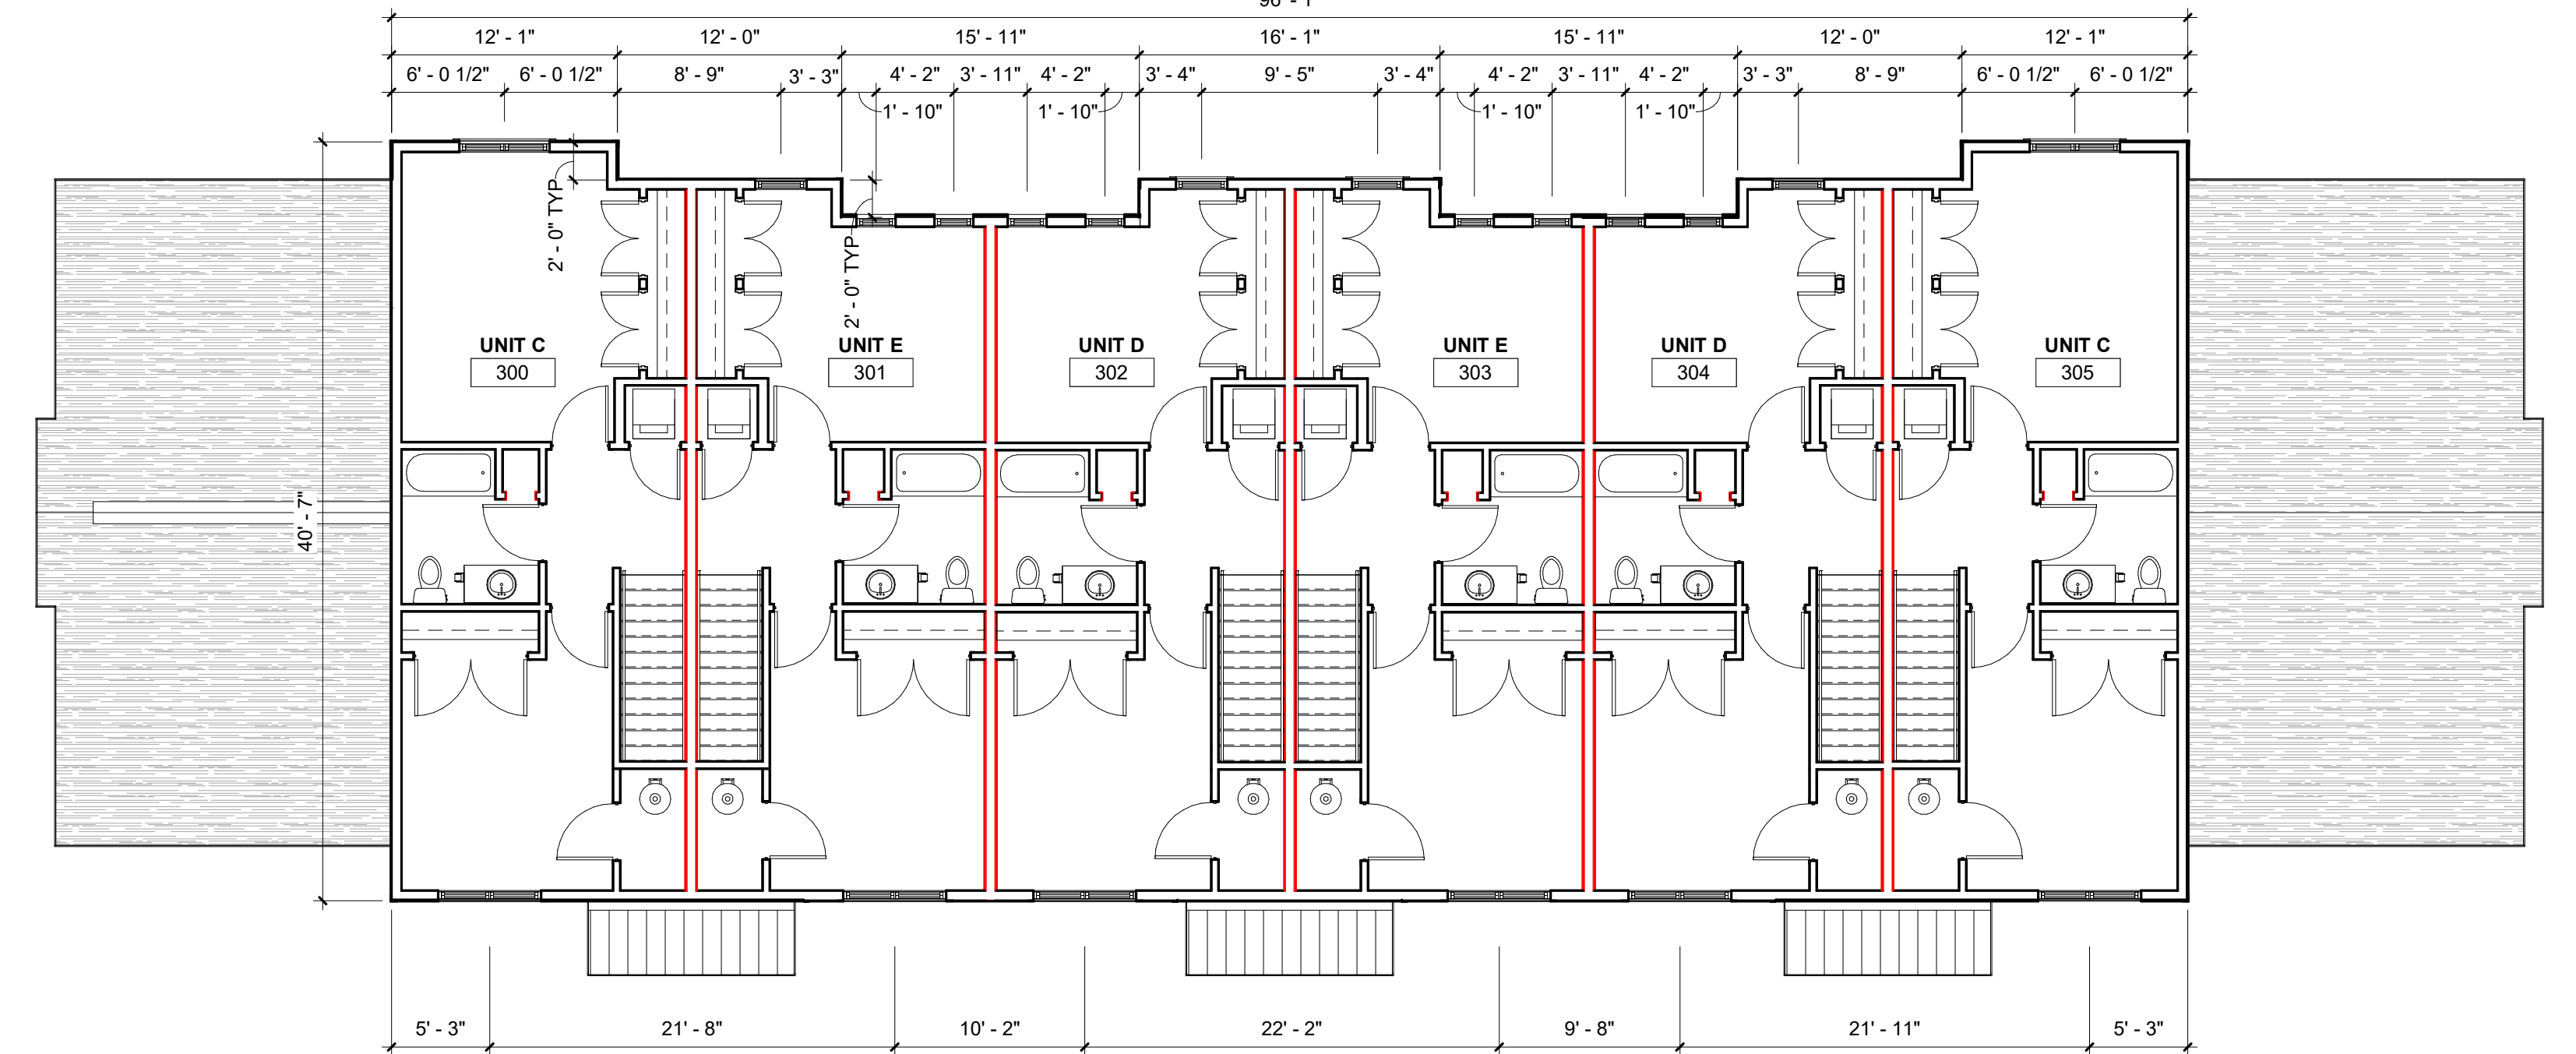 96' - 1"
12' - 1" 12' - 0" 15' - 11" 16' - 1" 15' - 11" 12' - 0" 12' - 1"
6' - 0 1/2" 6' - 0 1/2" 8' - 9" 3' - 3" 4' - 2" 3' - 11" 4' - 2" 3' - 4" 9' - 5" 3' - 4" 4' - 2" 3' - 11" 4' - 2" 3' - 3" 8' - 9" 6' - 0 1/2" 6' - 0 1/2"
1' - 10" 1' - 10" 1' - 10" 1' - 10"
2' - 0" TYP
2' - 0" TYP
UNIT C UNIT E UNIT D UNIT E UNIT D UNIT C
300 301 302 303 304 305
40' - 7"
5' - 3" 21' - 8" 10' - 2" 22' - 2" 9' - 8" 21' - 11" 5' - 3"